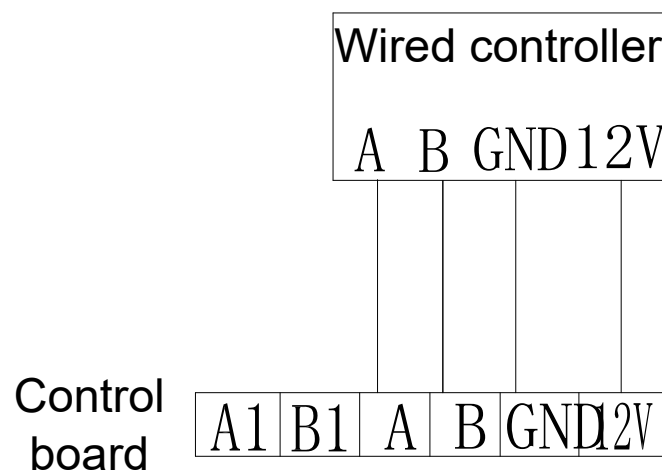 Wired controller
A B GND 12V
Control
board
A1 B1 A B GND 12V